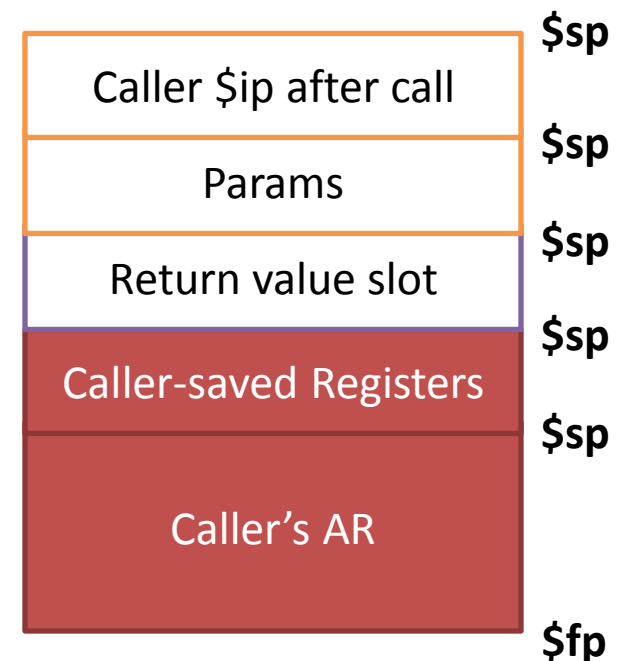 $sp
Caller $ip after call
$sp
Params
$sp
Return value slot
$sp
Caller-saved Registers
$sp
Caller’s AR
$fp